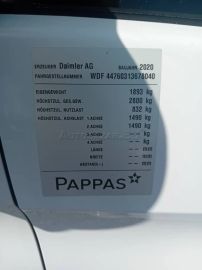 ERZEUGER Daimler AG BAUJAHR 2020
FAHRGESTELLNUMMER WDF 44760313678040
EIGENGEWICHT 1893 kg
HÖCHSTZUL. GES.GEW. 2800 kg
HÖCHSTZUL. NUTZLAST 832 kg
HÖCHSTZUL. ACHSLAST 1.ACHSE 1490 kg
2.ACHSE 1490 kg
3.ACHSE --- kg
4.ACHSE --- kg
LÄNGE --- mm
BREITE --- mm
ABSTAND(-) --- mm
PAPPAS